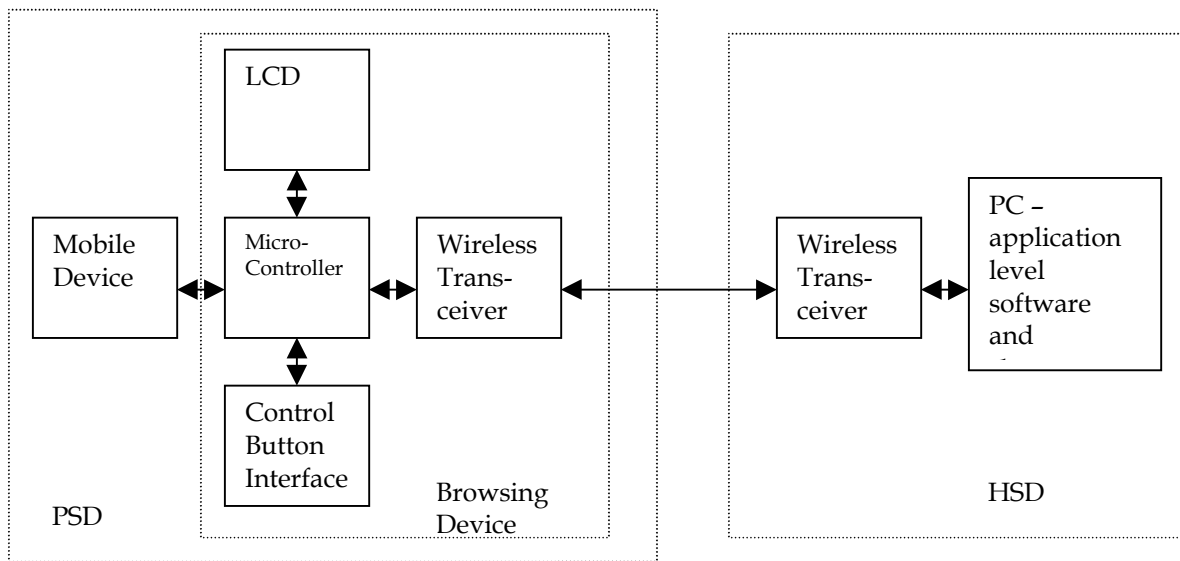 LCD
Mobile
Device
Micro-
Controller
Wireless
Trans-
ceiver
Control
Button
Interface
Browsing
Device
PSD
Wireless
Trans-
ceiver
PC –
application
level
software
and
HSD